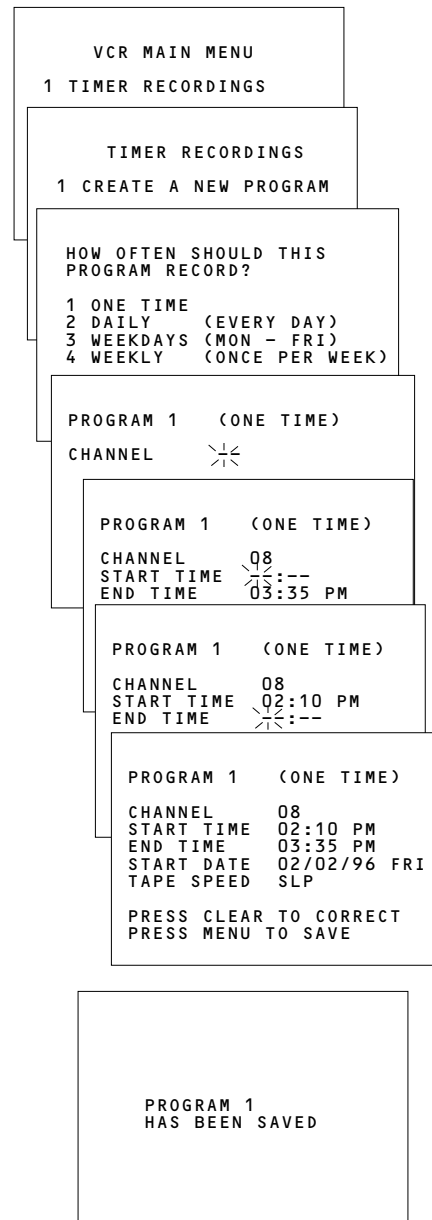 VCR MAIN MENU
1 TIMER RECORDINGS
TIMER RECORDINGS
1 CREATE A NEW PROGRAM
HOW OFTEN SHOULD THIS
PROGRAM RECORD?
1 ONE TIME
2 DAILY (EVERY DAY)
3 WEEKDAYS (MON – FRI)
4 WEEKLY (ONCE PER WEEK)
PROGRAM 1 (ONE TIME)
CHANNEL --
PROGRAM 1 (ONE TIME)
CHANNEL 08
START TIME --:--
END TIME 03:35 PM
PROGRAM 1 (ONE TIME)
CHANNEL 08
START TIME 02:10 PM
END TIME --:--
PROGRAM 1 (ONE TIME)
CHANNEL 08
START TIME 02:10 PM
END TIME 03:35 PM
START DATE 02/02/96 FRI
TAPE SPEED SLP
PRESS CLEAR TO CORRECT
PRESS MENU TO SAVE
PROGRAM 1
HAS BEEN SAVED